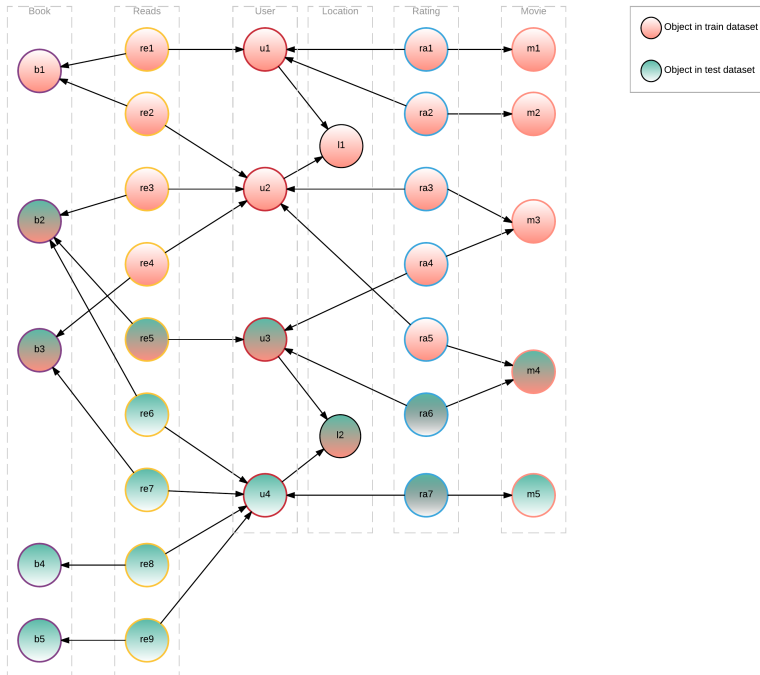 Book Reads User Location Rating Movie
Object in train dataset
Object in test dataset
re1 u1 ra1 m1
b1
re2 ra2 m2
l1
re3 u2 ra3
b2 m3
re4 ra4
re5 u3 ra5
b3
m4
re6 ra6
l2
re7 u4 ra7 m5
b4 re8
b5 re9